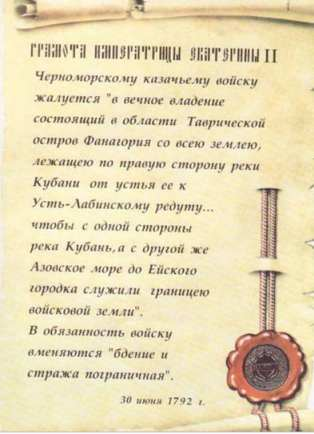 ГРАМОТА ИМПЕРАТРИЦЫ ЕКАТЕРИНЫ II
Черноморскому казачьему войску
жалуется "в вечное владение
состоящий в области Таврической
остров Фанагория со всею землею,
лежащею по правую сторону реки
Кубани от устья ее к
Усть-Лабинскому редуту...
чтобы с одной стороны
река Кубань, а с другой же
Азовское море до Ейского
городка служили границею
войсковой земли".
В обязанность войску
вменяются "бдение и
стража пограничная".
30 июня 1792 г.